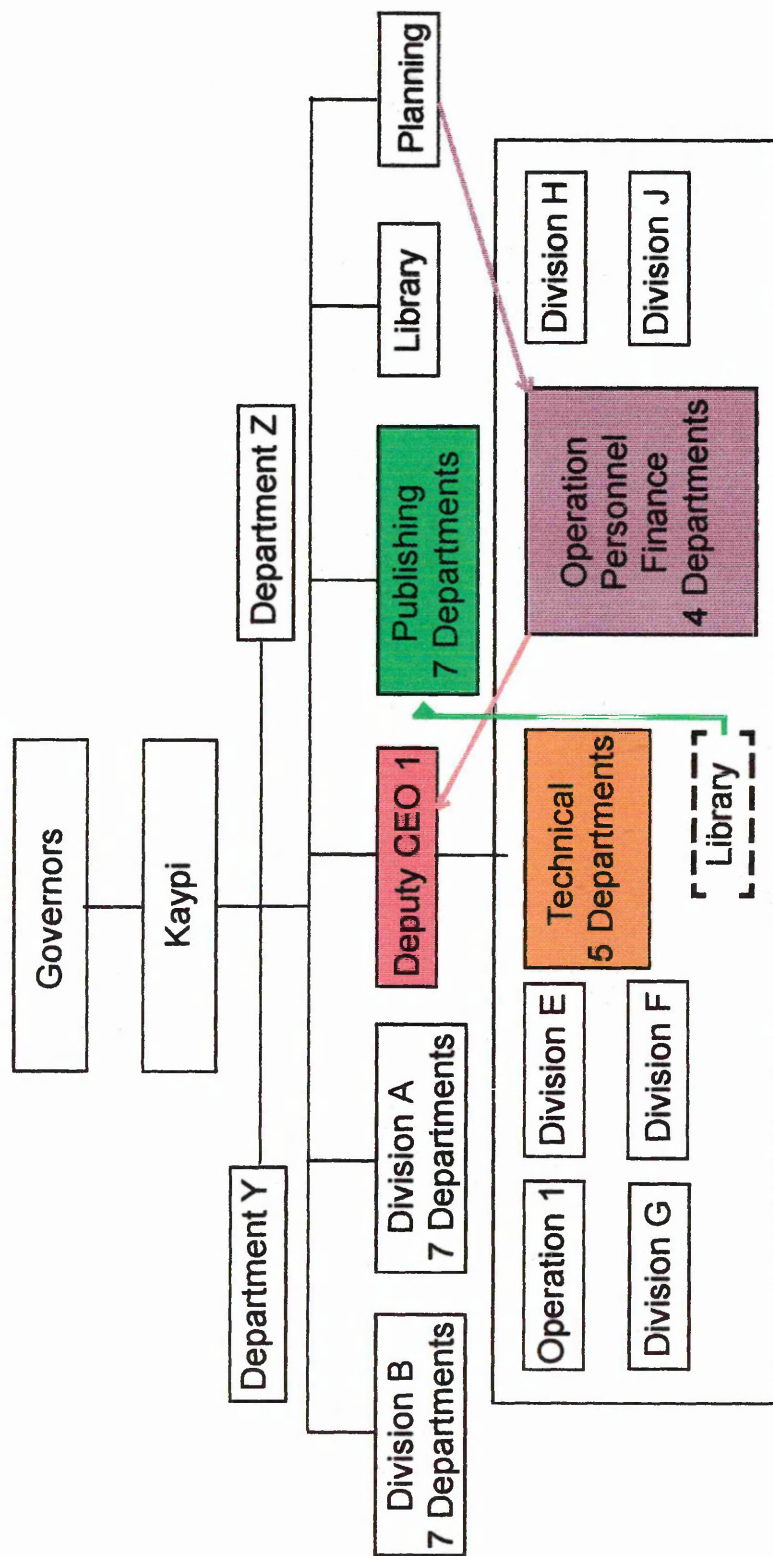 Governors
Kaypi
Department Y
Department Z
Division B
7 Departments
Division A
7 Departments
Deputy CEO 1
Publishing
7 Departments
Library
Planning
Operation 1
Division E
Technical
5 Departments
Operation
Personnel
Finance
4 Departments
Division H
Division G
Division F
Library
Division J